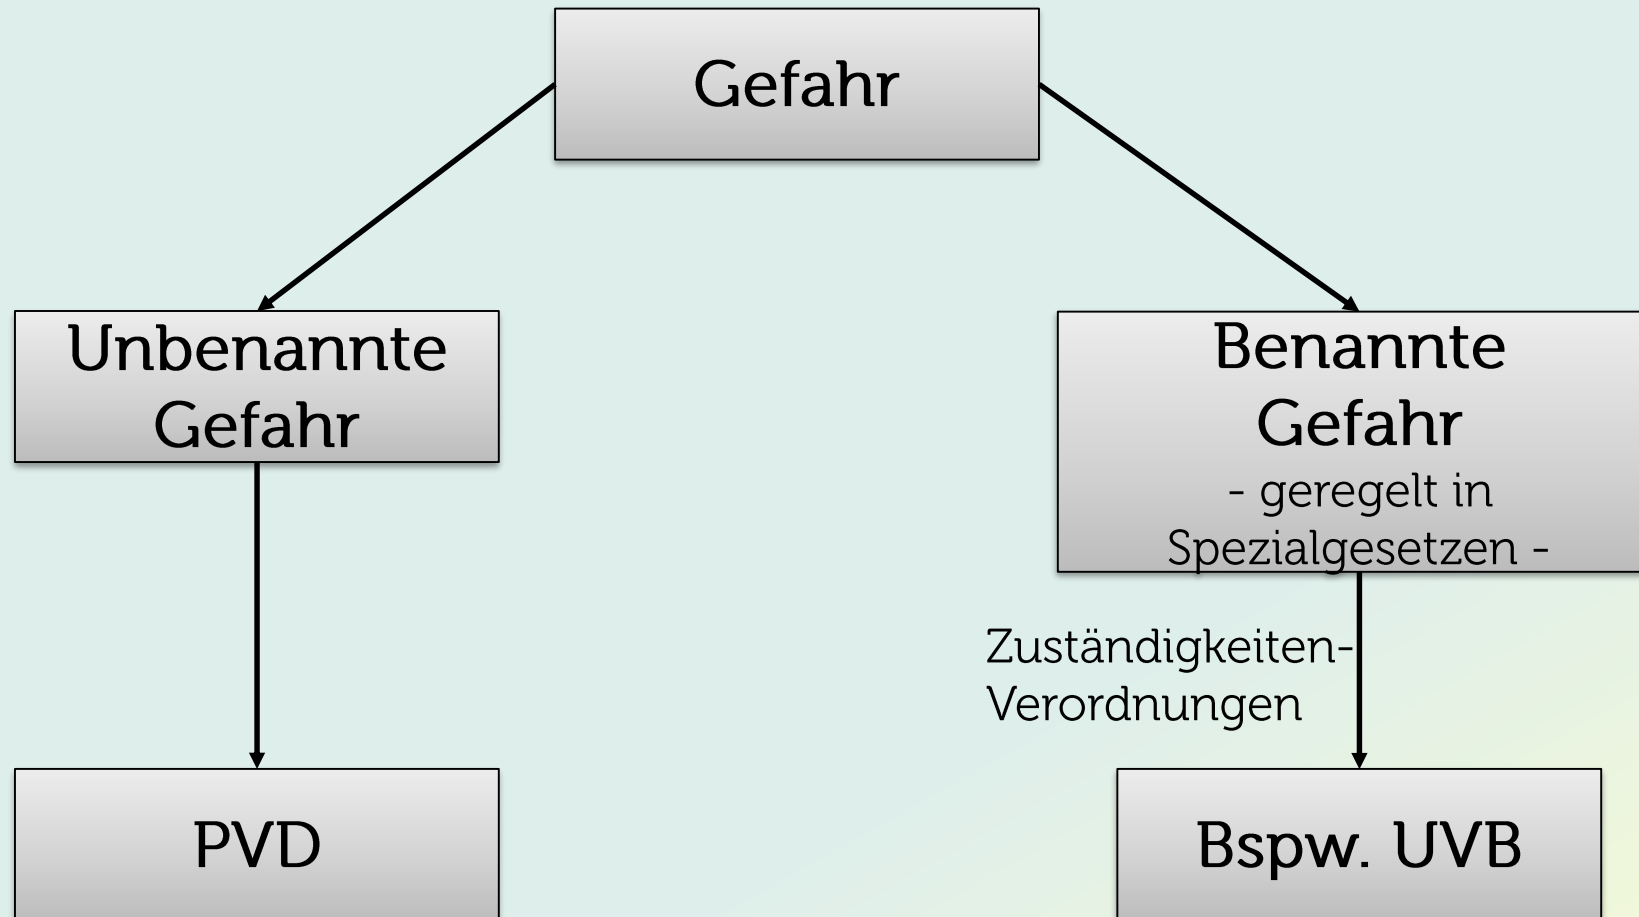 Gefahr
Unbenannte
Gefahr
Benannte
Gefahr
- geregelt in
Spezialgesetzen -
Zuständigkeiten-
Verordnungen
PVD
Bspw. UVB